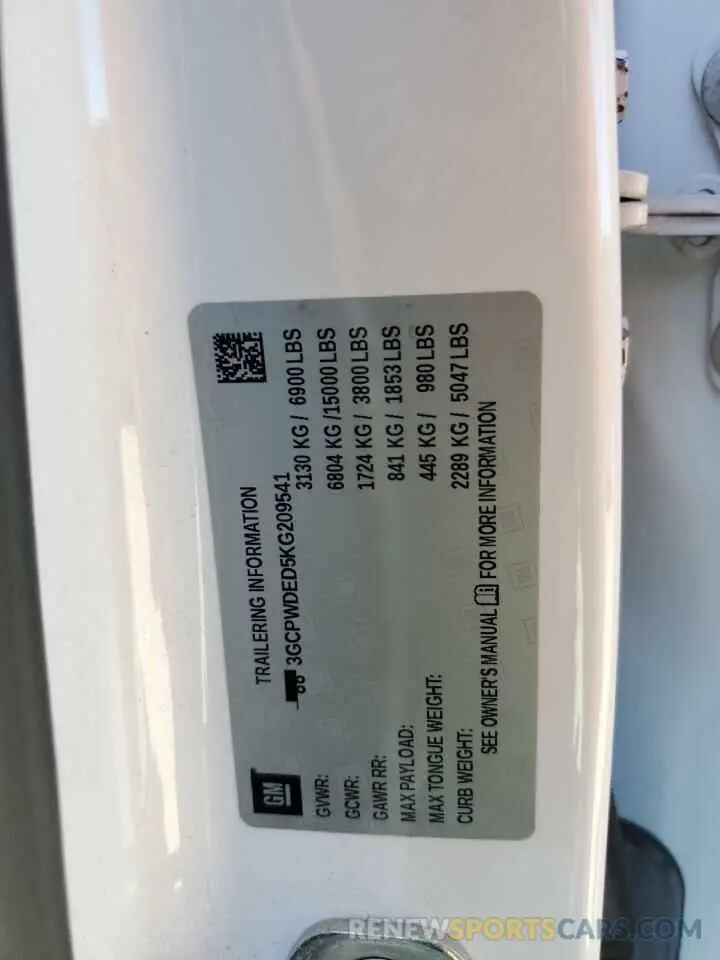 GM
TRAILERING INFORMATION
3GCPWDED5KG209541
GVWR: 3130 KG / 6900 LBS
GCWR: 6804 KG /15000 LBS
GAWR RR: 1724 KG / 3800 LBS
MAX PAYLOAD: 841 KG / 1853 LBS
MAX TONGUE WEIGHT: 445 KG / 980 LBS
CURB WEIGHT: 2289 KG / 5047 LBS
SEE OWNER'S MANUAL FOR MORE INFORMATION
RENEWSPORTSCARS.COM